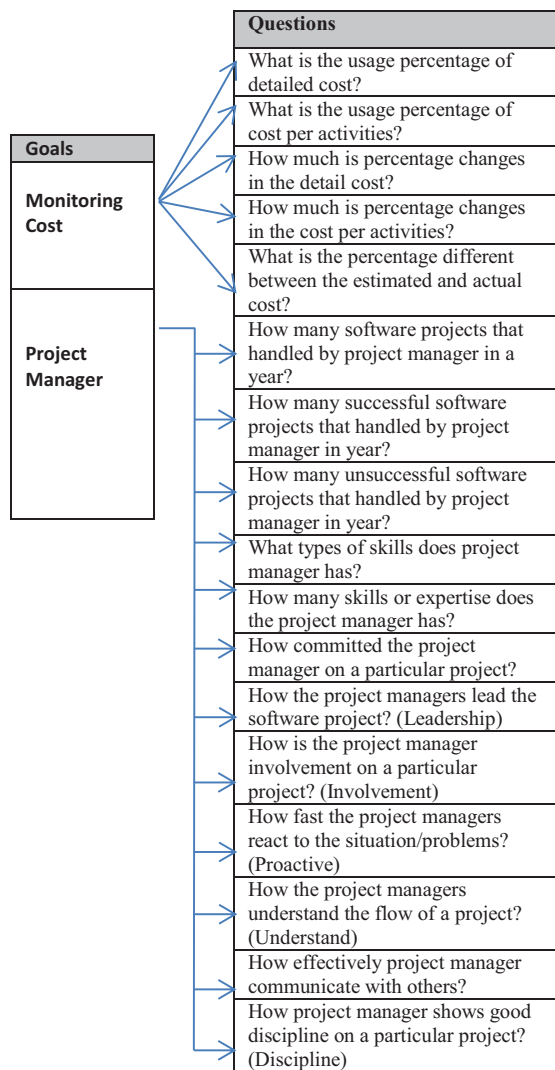 Goals
Monitoring
Cost
Project
Manager
Questions
What is the usage percentage of
detailed cost?
What is the usage percentage of
cost per activities?
How much is percentage changes
in the detail cost?
How much is percentage changes
in the cost per activities?
What is the percentage different
between the estimated and actual
cost?
How many software projects that
handled by project manager in a
year?
How many successful software
projects that handled by project
manager in year?
How many unsuccessful software
projects that handled by project
manager in year?
What types of skills does project
manager has?
How many skills or expertise does
the project manager has?
How committed the project
manager on a particular project?
How the project managers lead the
software project? (Leadership)
How is the project manager
involvement on a particular
project? (Involvement)
How fast the project managers
react to the situation/problems?
(Proactive)
How the project managers
understand the flow of a project?
(Understand)
How effectively project manager
communicate with others?
How project manager shows good
discipline on a particular project?
(Discipline)